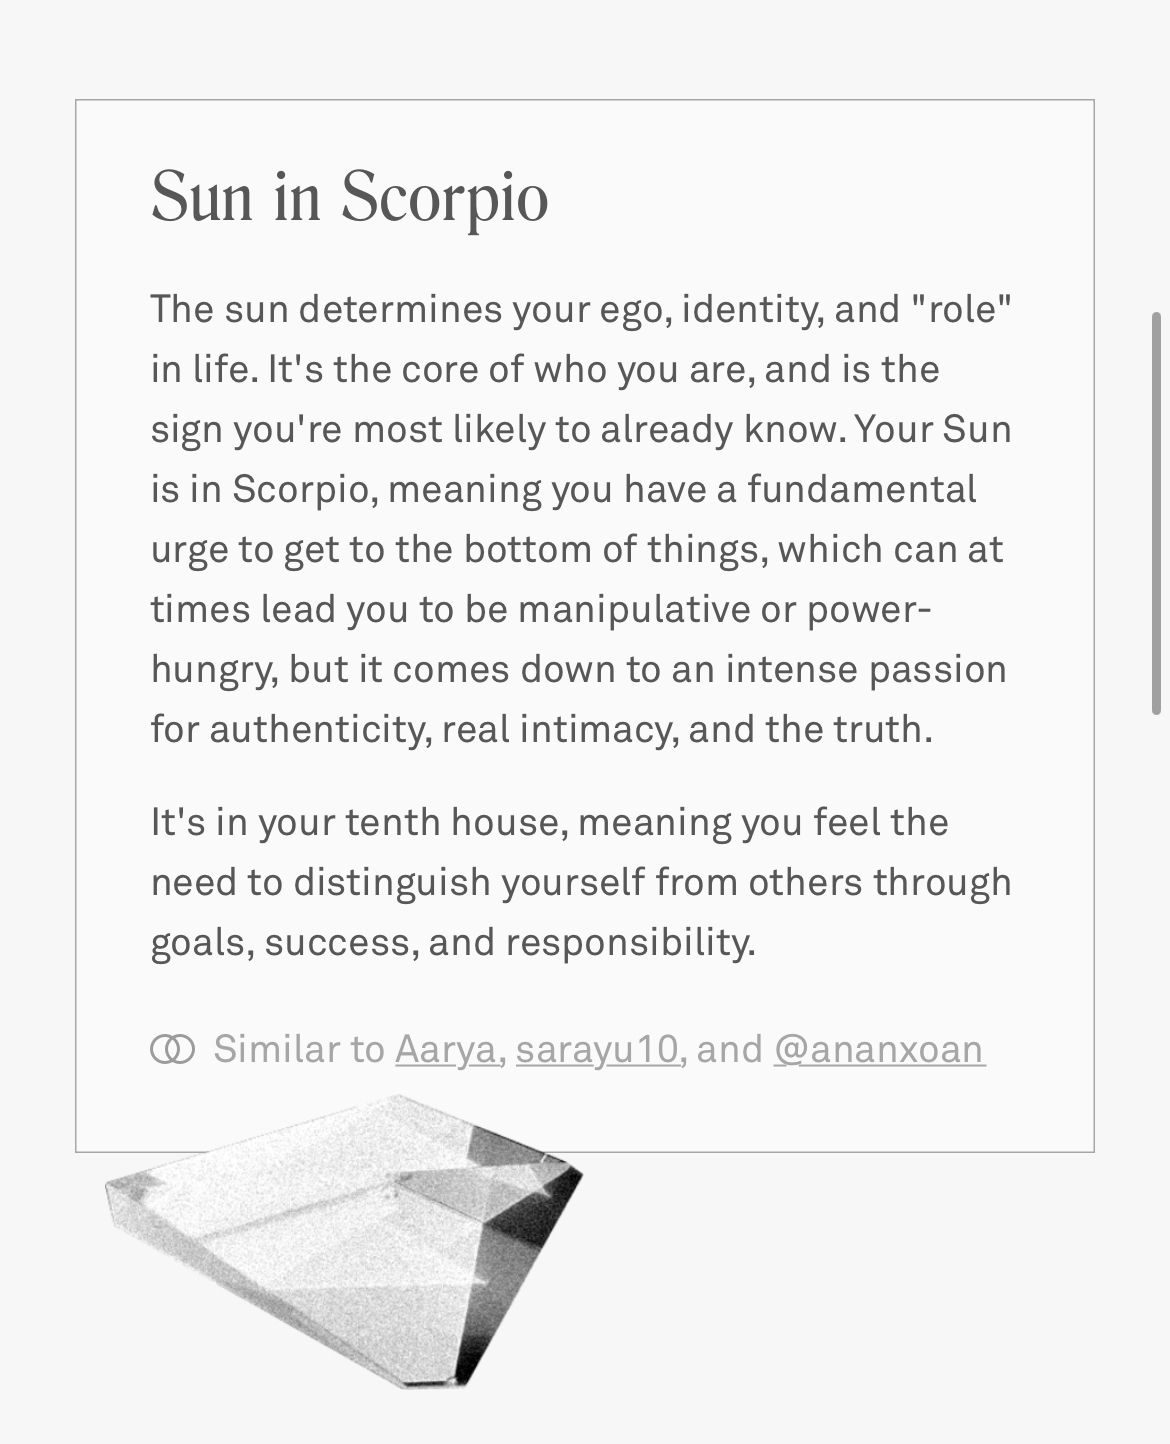 Sun in Scorpio
The sun determines your ego, identity, and "role"
in life. It's the core of who you are, and is the
sign you're most likely to already know. Your Sun
is in Scorpio, meaning you have a fundamental
urge to get to the bottom of things, which can at
times lead you to be manipulative or power-
hungry, but it comes down to an intense passion
for authenticity, real intimacy, and the truth.
It's in your tenth house, meaning you feel the
need to distinguish yourself from others through
goals, success, and responsibility.
Similar to Aarya, sarayu10, and @ananxoan